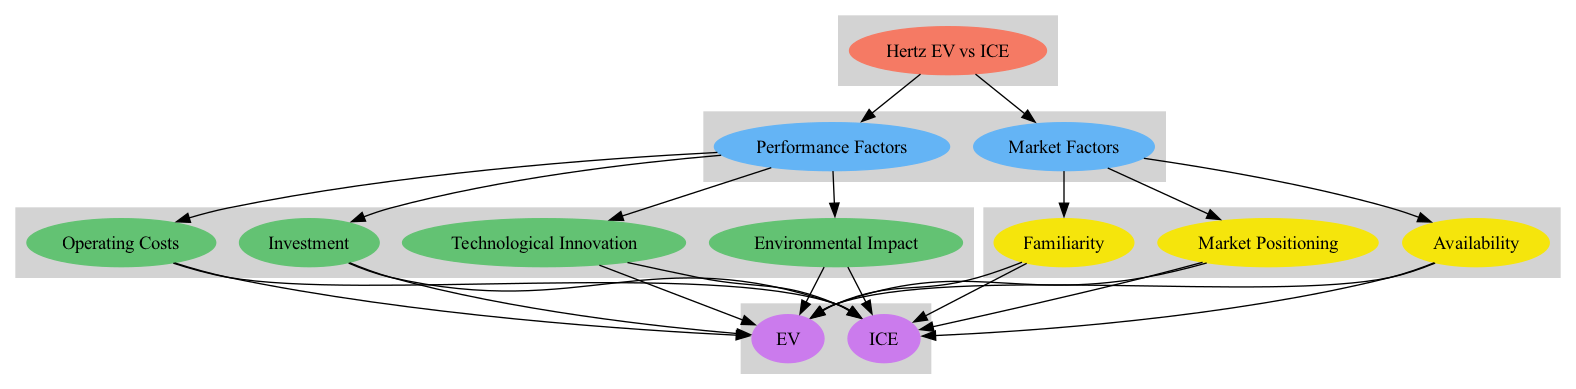 Hertz EV vs ICE
Performance Factors
Market Factors
Operating Costs
Investment
Technological Innovation
Environmental Impact
Familiarity
Market Positioning
Availability
EV
ICE